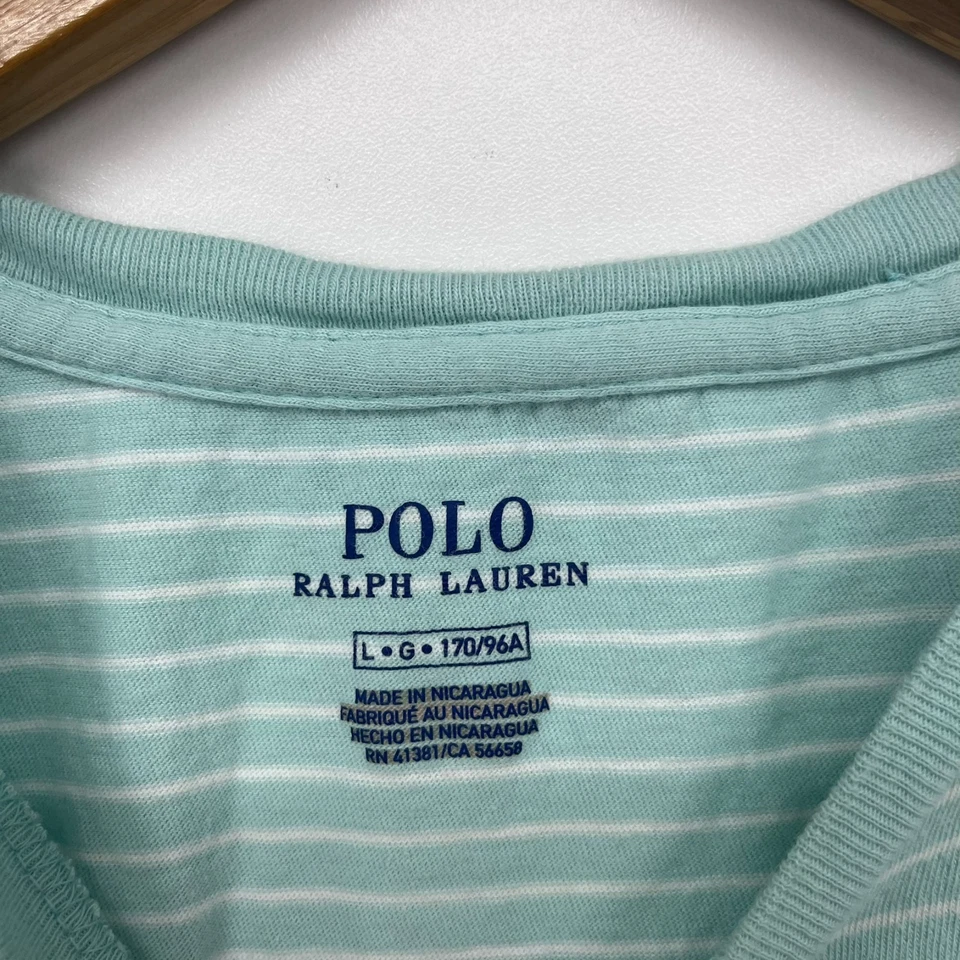 POLO
RALPH LAUREN
L • G • 170/96A
MADE IN NICARAGUA
FABRIQUÉ AU NICARAGUA
HECHO EN NICARAGUA
RN 41381/CA 56658